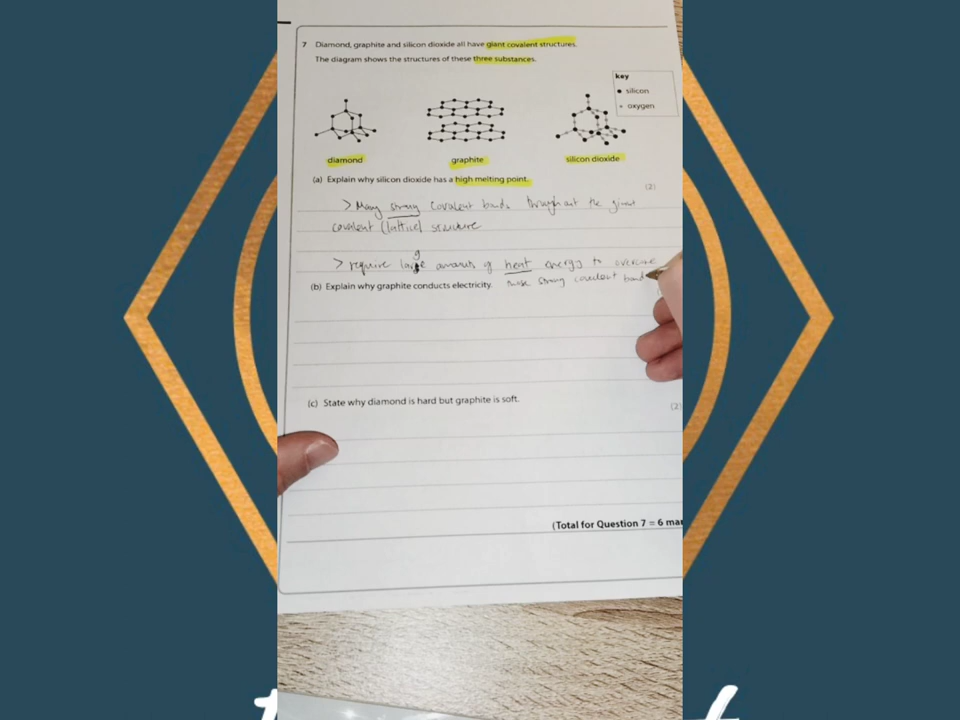 7 Diamond, graphite and silicon dioxide all have giant covalent structures.
The diagram shows the structures of these three substances.
key
silicon
oxygen
diamond graphite silicon dioxide
(a) Explain why silicon dioxide has a high melting point.
(2)
> Many strong covalent bonds throughout the giant
covalent (lattice) structure
> require large amounts of heat energy to overcome
these strong covalent bonds
(b) Explain why graphite conducts electricity.
(c) State why diamond is hard but graphite is soft.
(2)
(Total for Question 7 = 6 mar